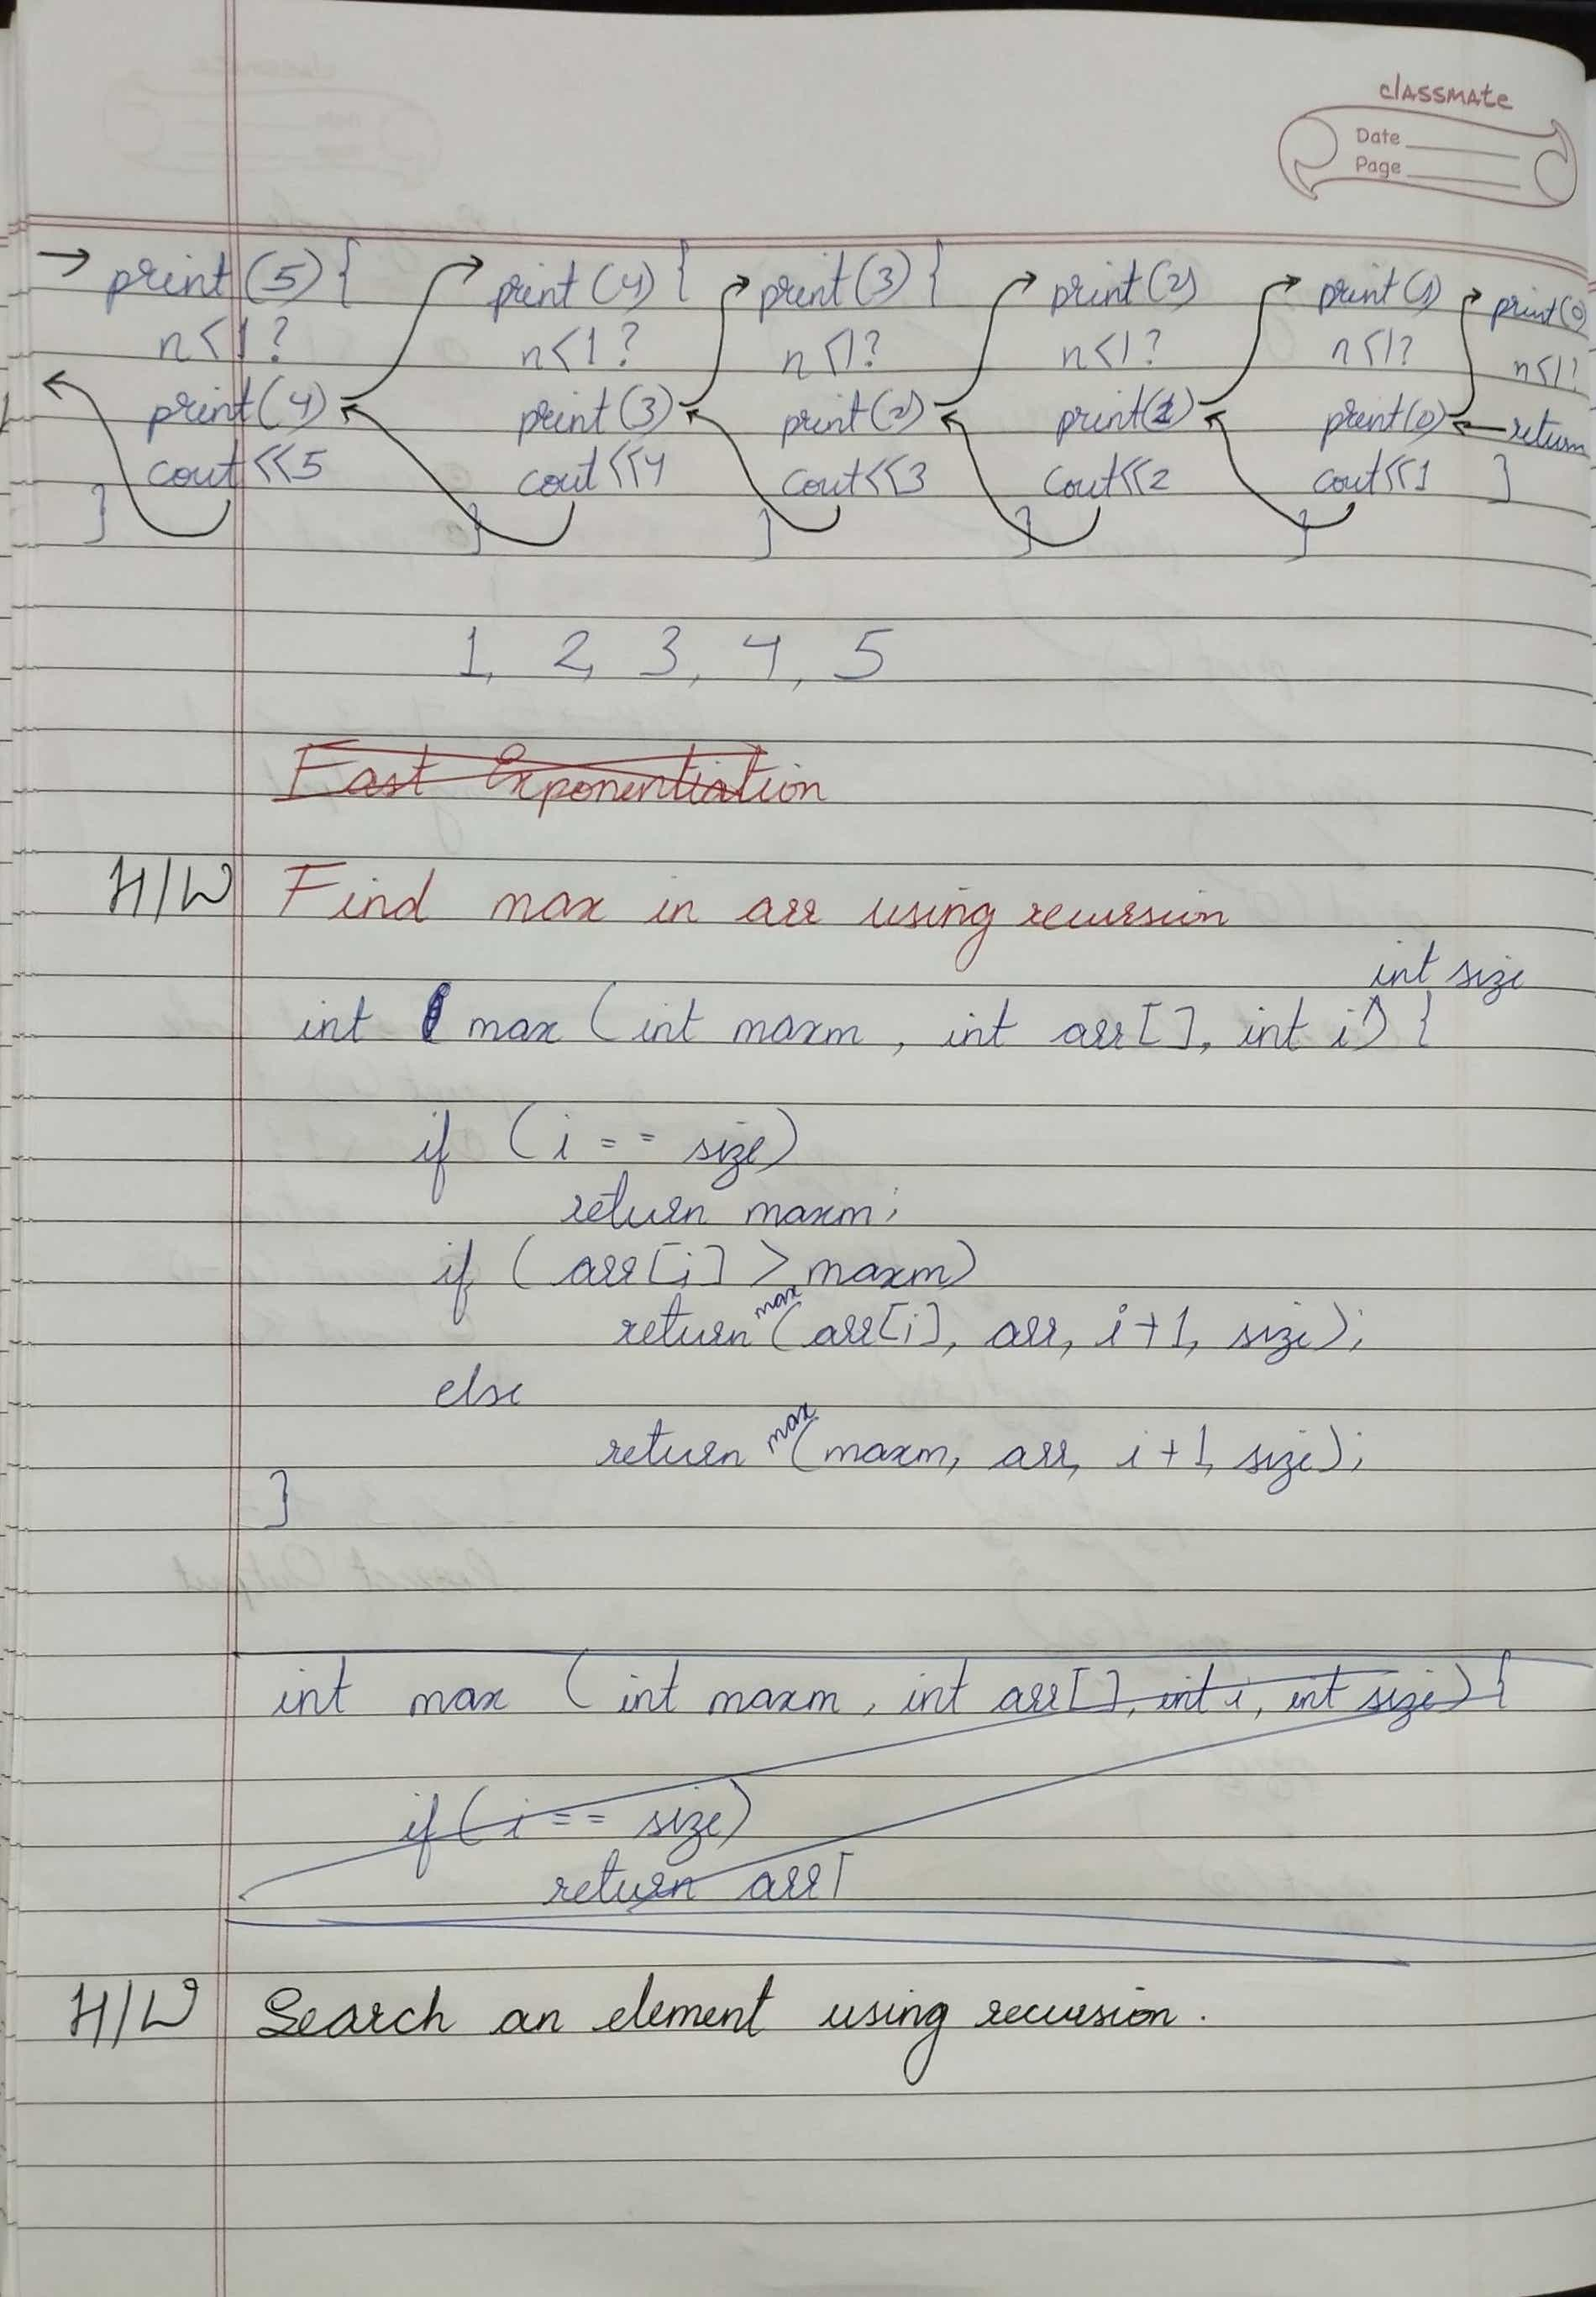 classmate
Date
Page
→ print(5){ print(4){ print(3){ print(2) print(1) print(0)
n<1? n<1? n<1? n<1? n<1? n<1?
print(4) print(3) print(2) print(1) print(0) ← return
cout<<5 cout<<4 cout<<3 cout<<2 cout<<1 }
} } } } }
1, 2, 3, 4, 5
Fast Exponentiation
H/W Find max in arr using recursion
int size
int max (int maxm, int arr[], int i) {
if (i == size)
return maxm;
if (arr[i] > maxm)
return max (arr[i], arr, i+1, size);
else
return max (maxm, arr, i+1, size);
}
int max (int maxm, int arr[], int i, int size) {
if (i == size)
return arr[
H/W Search an element using recursion.